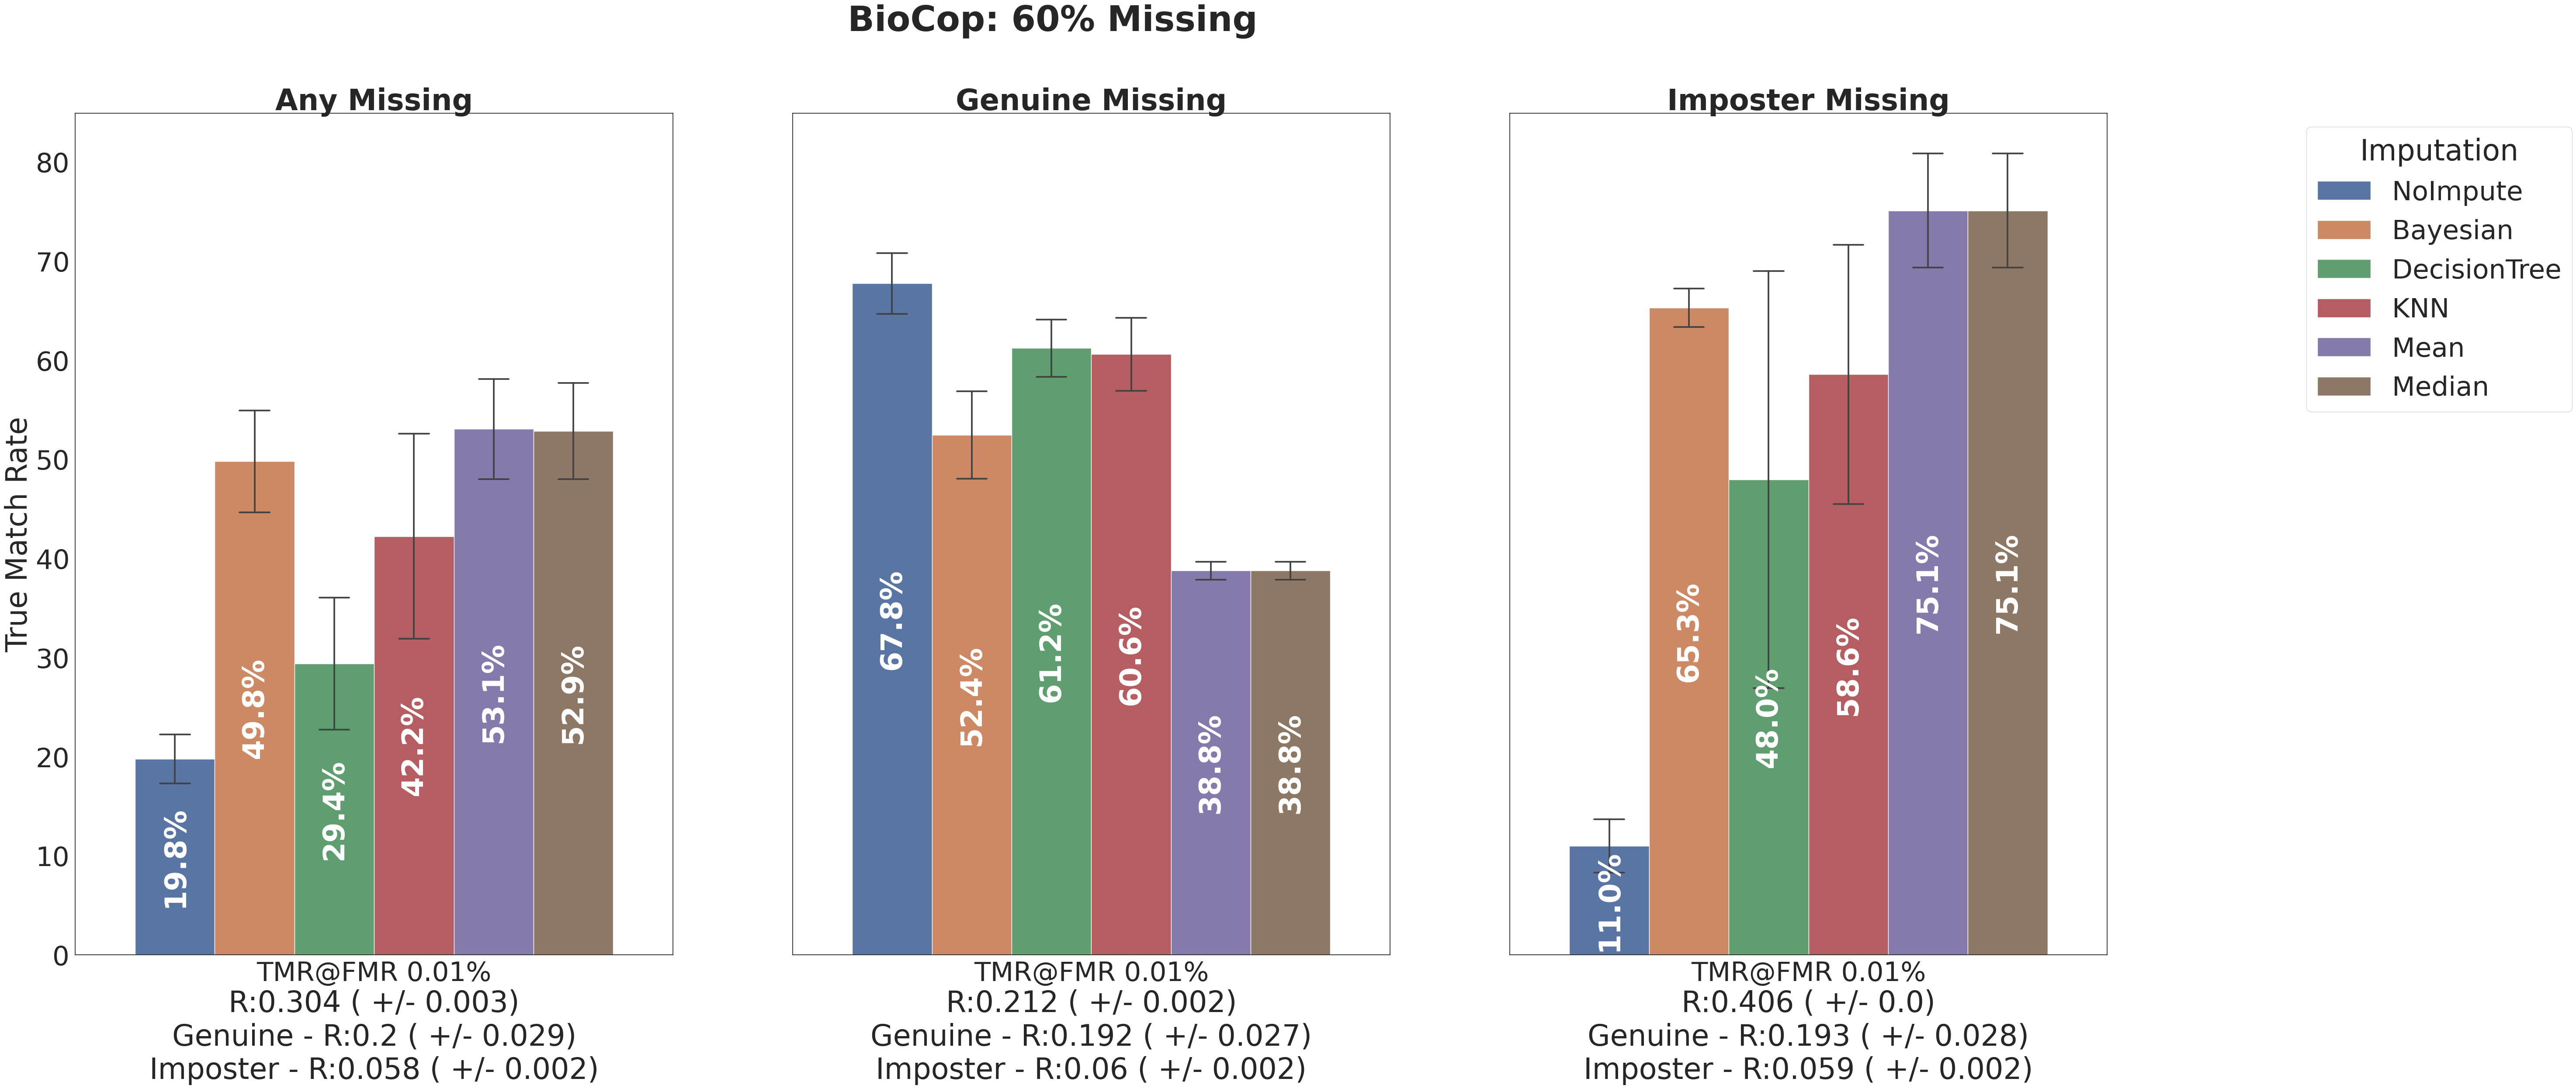 BioCop: 60% Missing
Any Missing
Genuine Missing
Imposter Missing
True Match Rate
80
70
60
50
40
30
20
10
0
19.8%
49.8%
29.4%
42.2%
53.1%
52.9%
67.8%
52.4%
61.2%
60.6%
38.8%
38.8%
11.0%
65.3%
48.0%
58.6%
75.1%
75.1%
TMR@FMR 0.01%
R:0.304 ( +/- 0.003)
Genuine - R:0.2 ( +/- 0.029)
Imposter - R:0.058 ( +/- 0.002)
TMR@FMR 0.01%
R:0.212 ( +/- 0.002)
Genuine - R:0.192 ( +/- 0.027)
Imposter - R:0.06 ( +/- 0.002)
TMR@FMR 0.01%
R:0.406 ( +/- 0.0)
Genuine - R:0.193 ( +/- 0.028)
Imposter - R:0.059 ( +/- 0.002)
Imputation
NoImpute
Bayesian
DecisionTree
KNN
Mean
Median